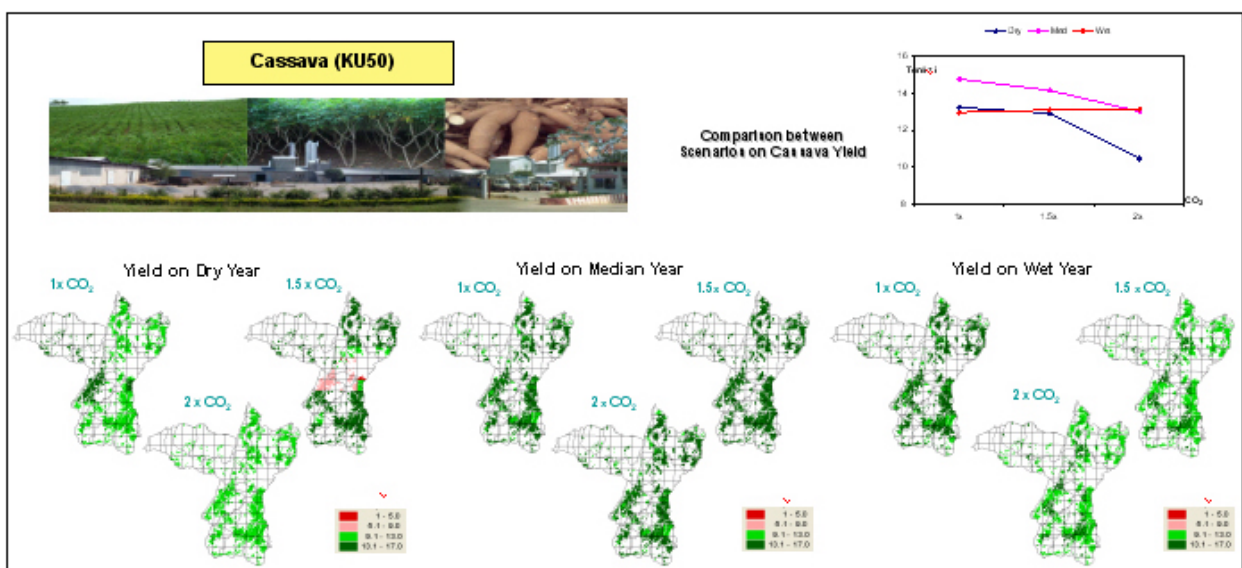 Cassava (KU50)
Dry Med Wet
16
14
12
10
8
1x 1.5x 2x
CO2
Comparison between
Scenarios on Cassava Yield
Yield on Dry Year
1x CO2
1.5 x CO2
2 x CO2
1 - 5.0
5.1 - 9.0
9.1 - 13.0
13.1 - 17.0
Yield on Median Year
1x CO2
1.5x CO2
2 x CO2
1 - 5.0
5.1 - 9.0
9.1 - 13.0
13.1 - 17.0
Yield on Wet Year
1x CO2
1.5 x CO2
2 x CO2
1 - 5.0
5.1 - 9.0
9.1 - 13.0
13.1 - 17.0